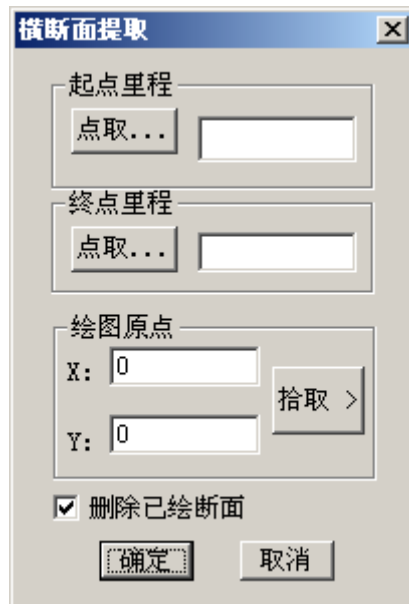 横断面提取
起点里程
点取...
终点里程
点取...
绘图原点
X: 0
拾取 >
Y: 0
删除已绘断面
确定 取消